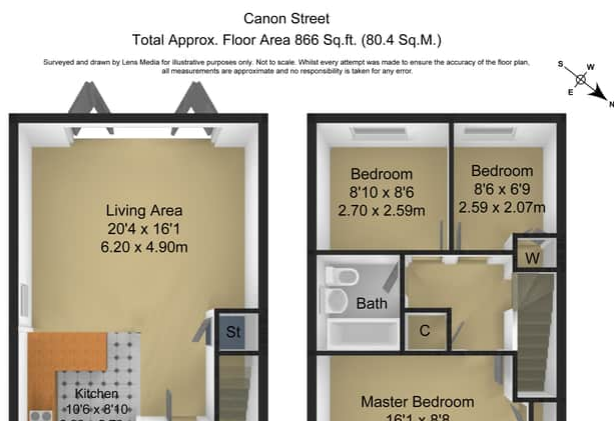 Canon Street
Total Approx. Floor Area 866 Sq.ft. (80.4 Sq.M.)
Surveyed and drawn by Lens Media for illustrative purposes only. Not to scale. Whilst every attempt was made to ensure the accuracy of the floor plan,
all measurements are approximate and no responsibility is taken for any error.
S
W
E
N
Living Area
20'4 x 16'1
6.20 x 4.90m
St
Kitchen
10'6 x 8'10
Bedroom
8'10 x 8'6
2.70 x 2.59m
Bedroom
8'6 x 6'9
2.59 x 2.07m
W
Bath
C
Master Bedroom
16'1 x 8'8